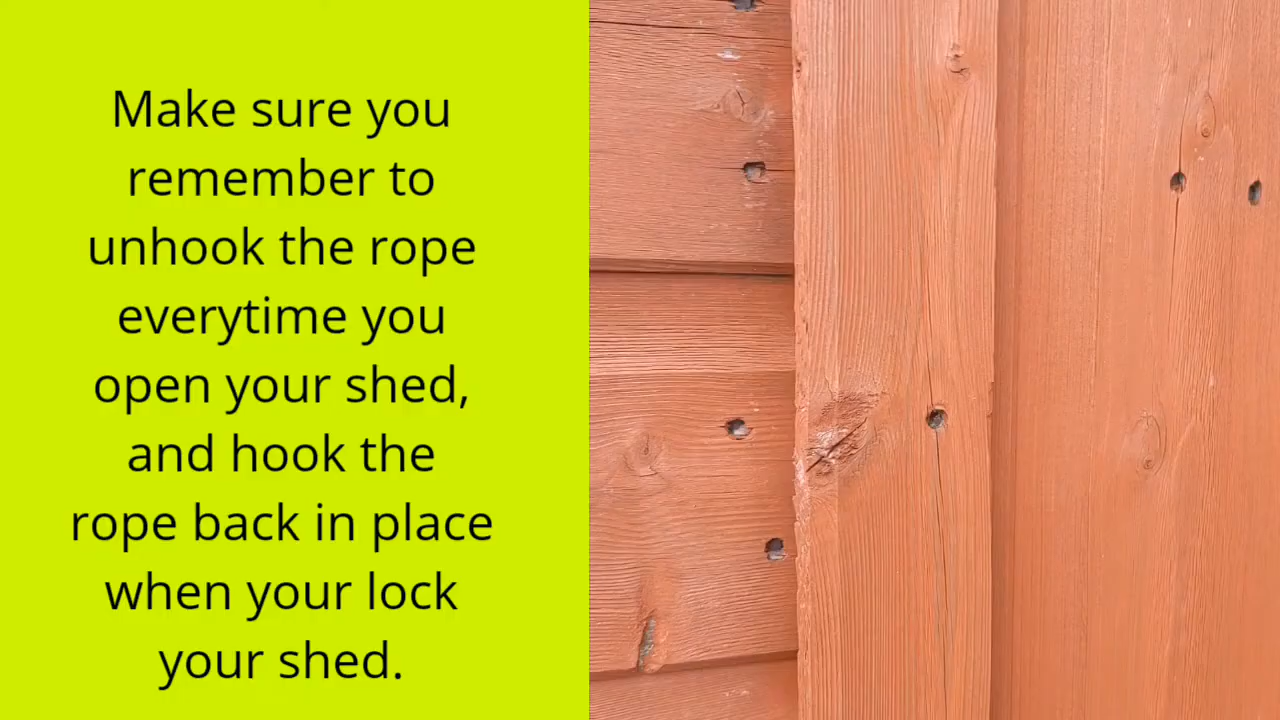 Make sure you
remember to
unhook the rope
everytime you
open your shed,
and hook the
rope back in place
when your lock
your shed.